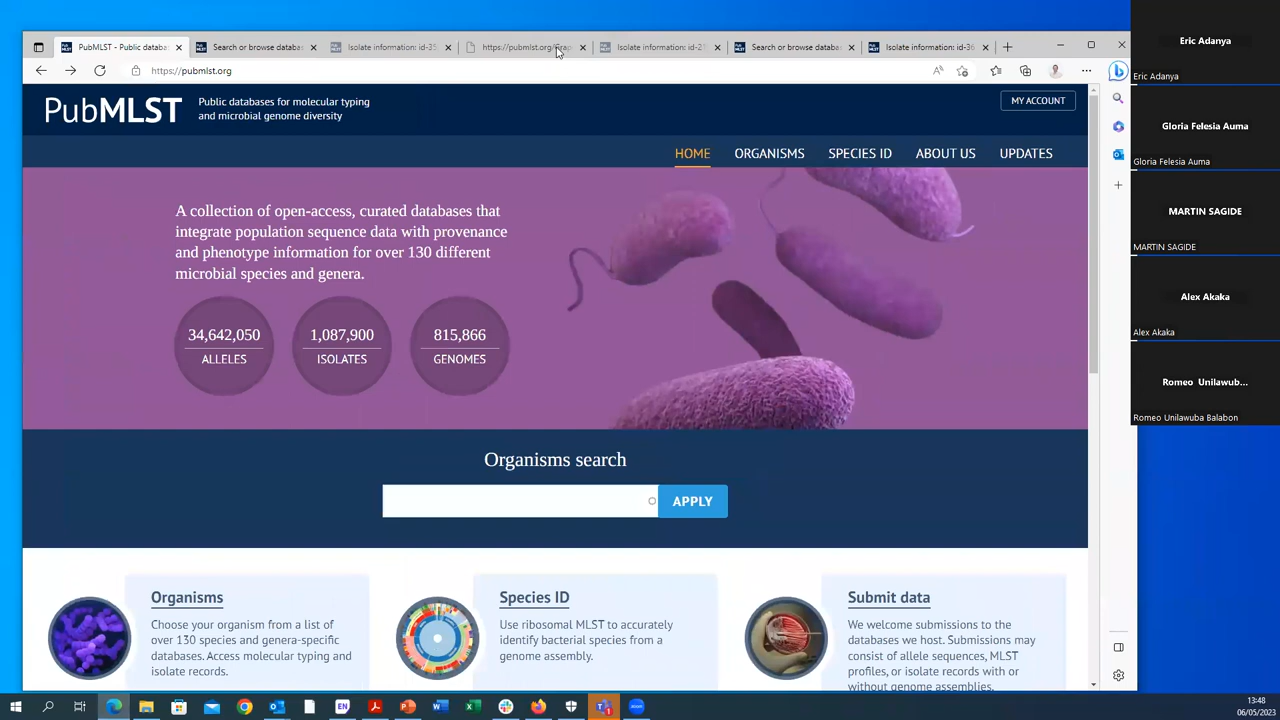 PubMLST - Public databa
Search or browse databa
Isolate information: id-35
https://pubmlst.org/
Isolate information: id-2
Search or browse databa
Isolate information: id-36
https://pubmlst.org
PubMLST
Public databases for molecular typing
and microbial genome diversity
MY ACCOUNT
HOME
ORGANISMS
SPECIES ID
ABOUT US
UPDATES
A collection of open-access, curated databases that
integrate population sequence data with provenance
and phenotype information for over 130 different
microbial species and genera.
34,642,050
ALLELES
1,087,900
ISOLATES
815,866
GENOMES
Organisms search
APPLY
Organisms
Choose your organism from a list of
over 130 species and genera-specific
databases. Access molecular typing and
isolate records.
Species ID
Use ribosomal MLST to accurately
identify bacterial species from a
genome assembly.
Submit data
We welcome submissions to the
databases we host. Submissions may
consist of allele sequences, MLST
profiles, or isolate records with or
without genome assemblies.
Eric Adanya
Eric Adanya
Gloria Felesia Auma
Gloria Felesia Auma
MARTIN SAGIDE
MARTIN SAGIDE
Alex Akaka
Alex Akaka
Romeo Unilawub...
Romeo Unilawuba Balabon
EN
13:48
06/05/2023